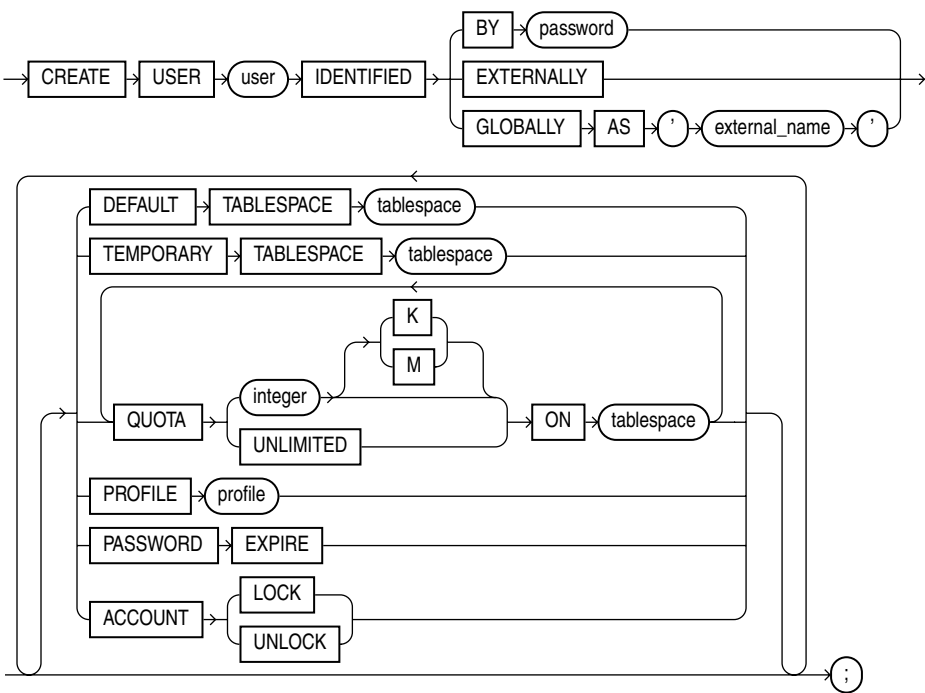 BY password
CREATE USER user IDENTIFIED EXTERNALLY
GLOBALLY AS ' external_name '
DEFAULT TABLESPACE tablespace
TEMPORARY TABLESPACE tablespace
K
M
integer
QUOTA ON tablespace
UNLIMITED
PROFILE profile
PASSWORD EXPIRE
LOCK
ACCOUNT
UNLOCK
;